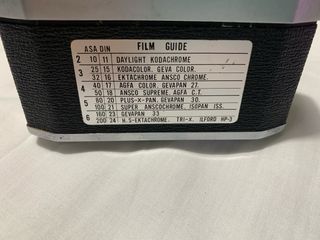 ASA DIN FILM GUIDE
2 10 11 DAYLIGHT KODACHROME
3 25 15 KODACOLOR. GEVA COLOR.
32 16 EKTACHROME ANSCO CHROME.
4 40 17 AGFA COLOR. GEVAPAN 27.
50 18 ANSCO SUPREME. AGFA C.T.
5 80 20 PLUS-X-PAN. GEVAPAN 30.
100 21 SUPER ANSCOCHROME. ISOPAN ISS.
6 160 23 GEVAPAN 33
200 24 H.S-EKTACHROME. TRI-X. ILFORD HP-3